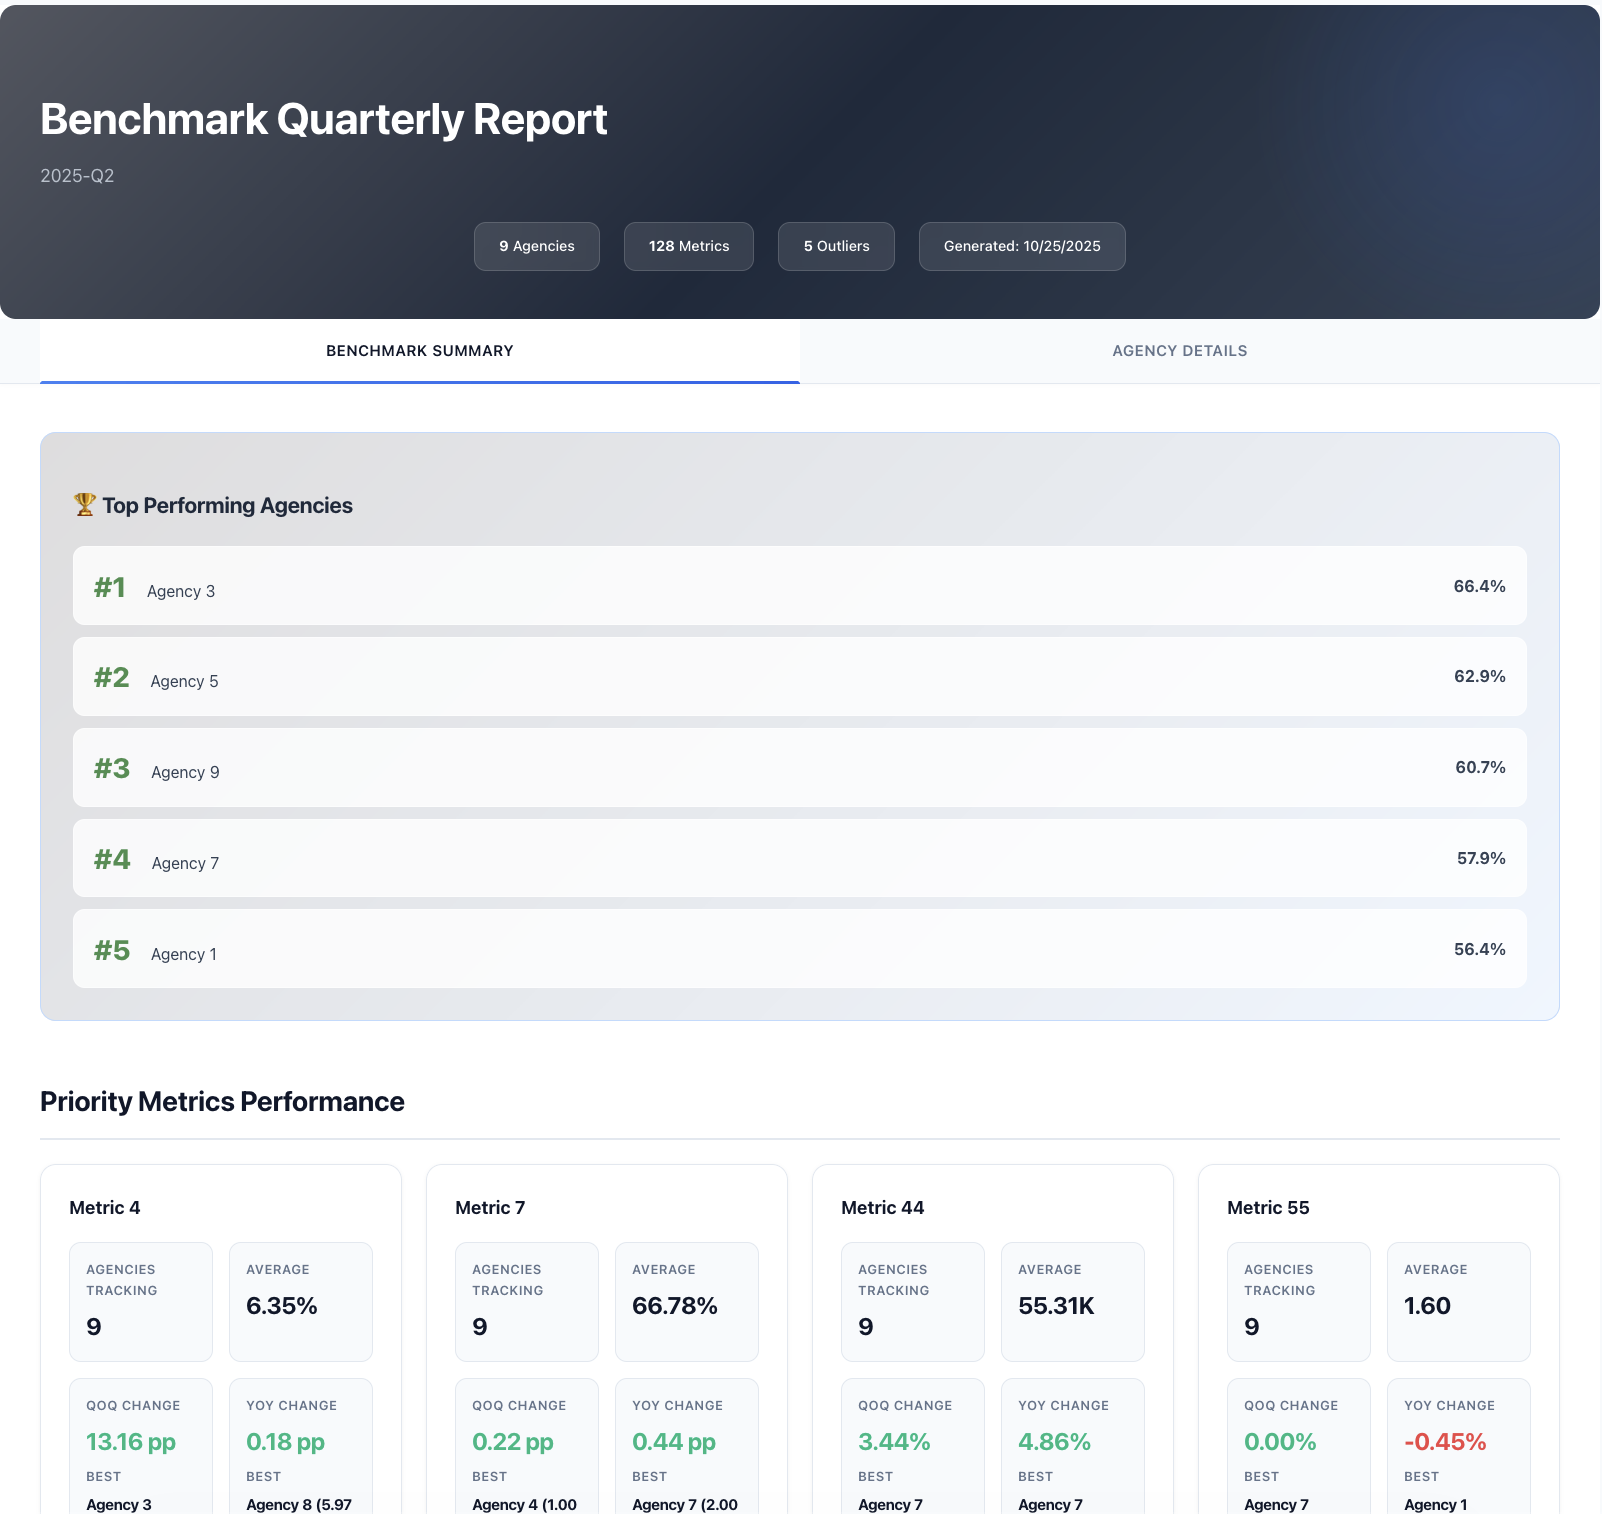 Benchmark Quarterly Report
2025-Q2
9 Agencies
128 Metrics
5 Outliers
Generated: 10/25/2025
BENCHMARK SUMMARY
AGENCY DETAILS
🏆 Top Performing Agencies
#1 Agency 3 66.4%
#2 Agency 5 62.9%
#3 Agency 9 60.7%
#4 Agency 7 57.9%
#5 Agency 1 56.4%
Priority Metrics Performance
Metric 4
AGENCIES
TRACKING
9
AVERAGE
6.35%
QOQ CHANGE
13.16 pp
BEST
Agency 3
YOY CHANGE
0.18 pp
BEST
Agency 8 (5.97
Metric 7
AGENCIES
TRACKING
9
AVERAGE
66.78%
QOQ CHANGE
0.22 pp
BEST
Agency 4 (1.00
YOY CHANGE
0.44 pp
BEST
Agency 7 (2.00
Metric 44
AGENCIES
TRACKING
9
AVERAGE
55.31K
QOQ CHANGE
3.44%
BEST
Agency 7
YOY CHANGE
4.86%
BEST
Agency 7
Metric 55
AGENCIES
TRACKING
9
AVERAGE
1.60
QOQ CHANGE
0.00%
BEST
Agency 7
YOY CHANGE
-0.45%
BEST
Agency 1